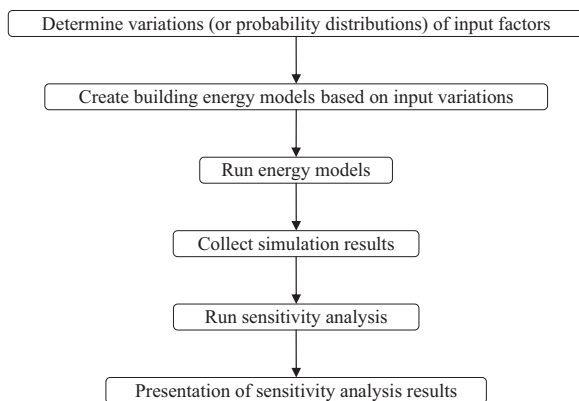 Determine variations (or probability distributions) of input factors
Create building energy models based on input variations
Run energy models
Collect simulation results
Run sensitivity analysis
Presentation of sensitivity analysis results